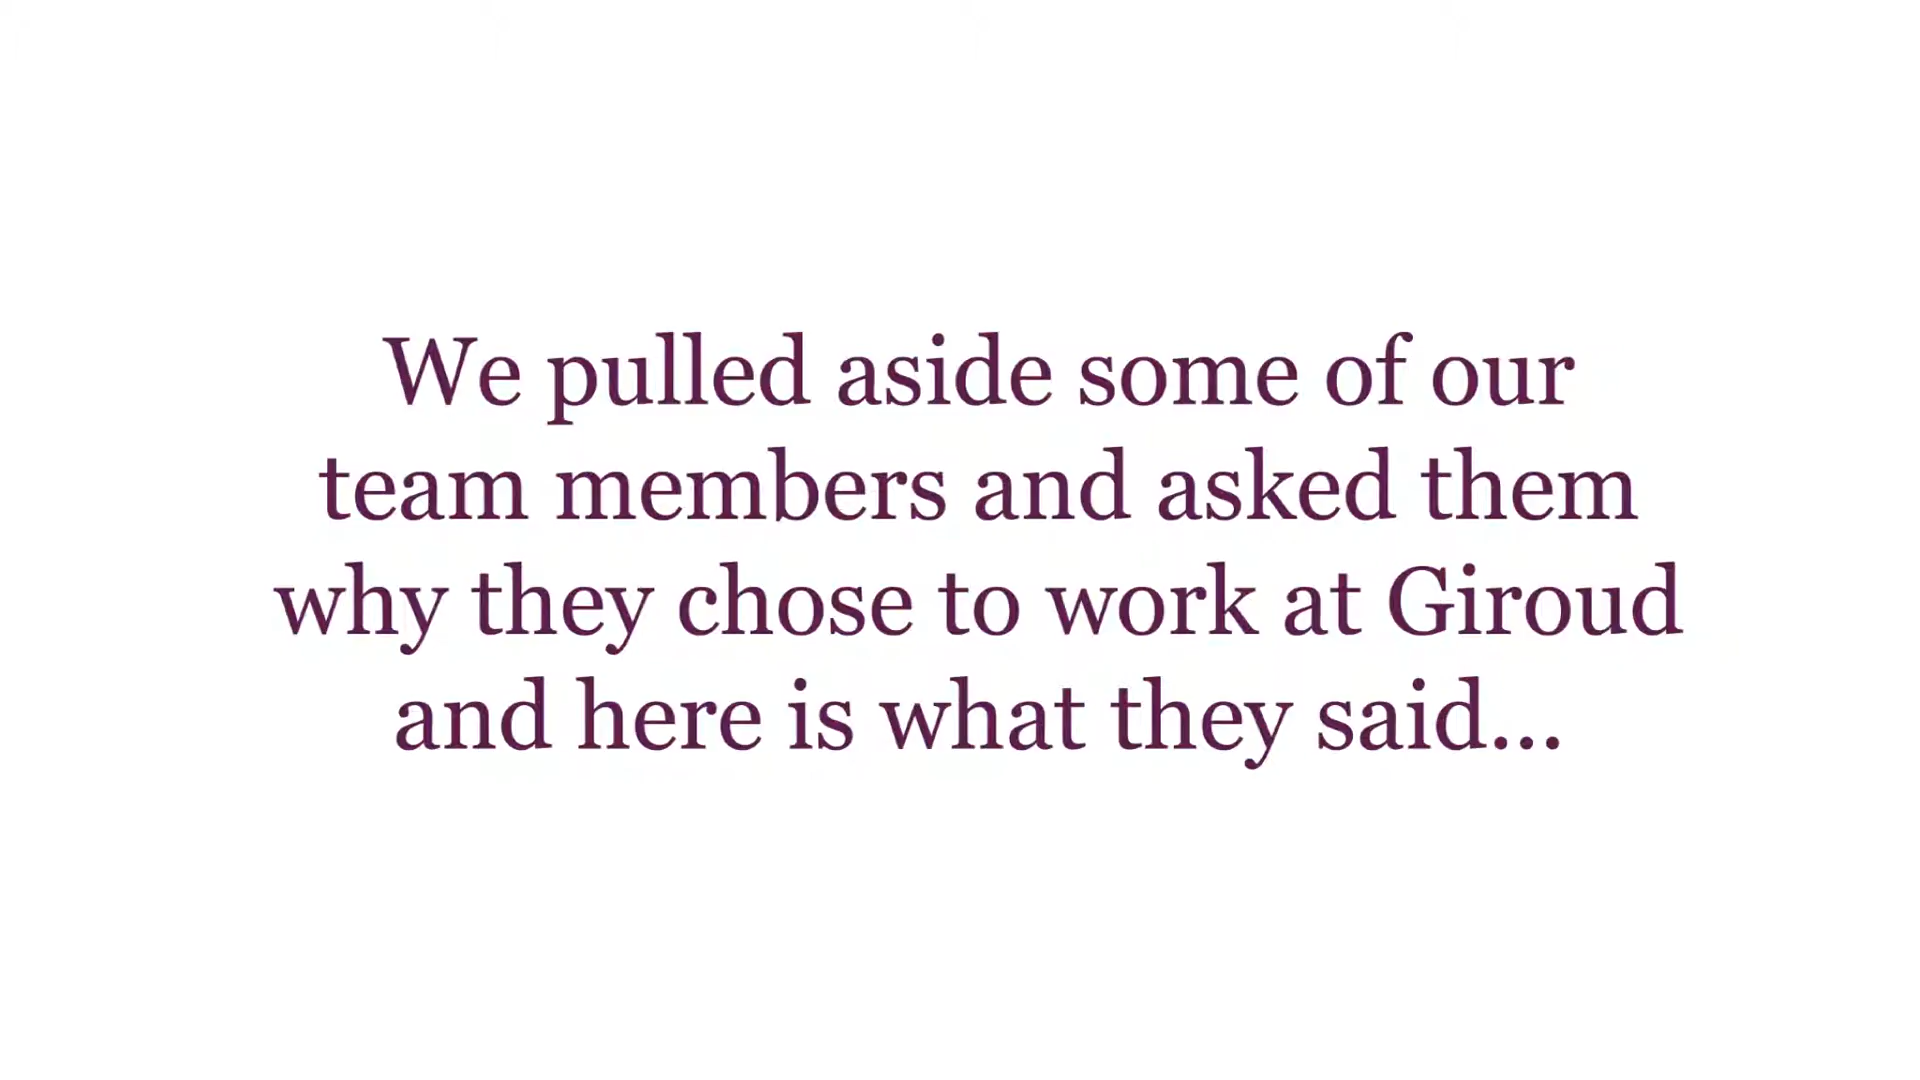 We pulled aside some of our
team members and asked them
why they chose to work at Giroud
and here is what they said...